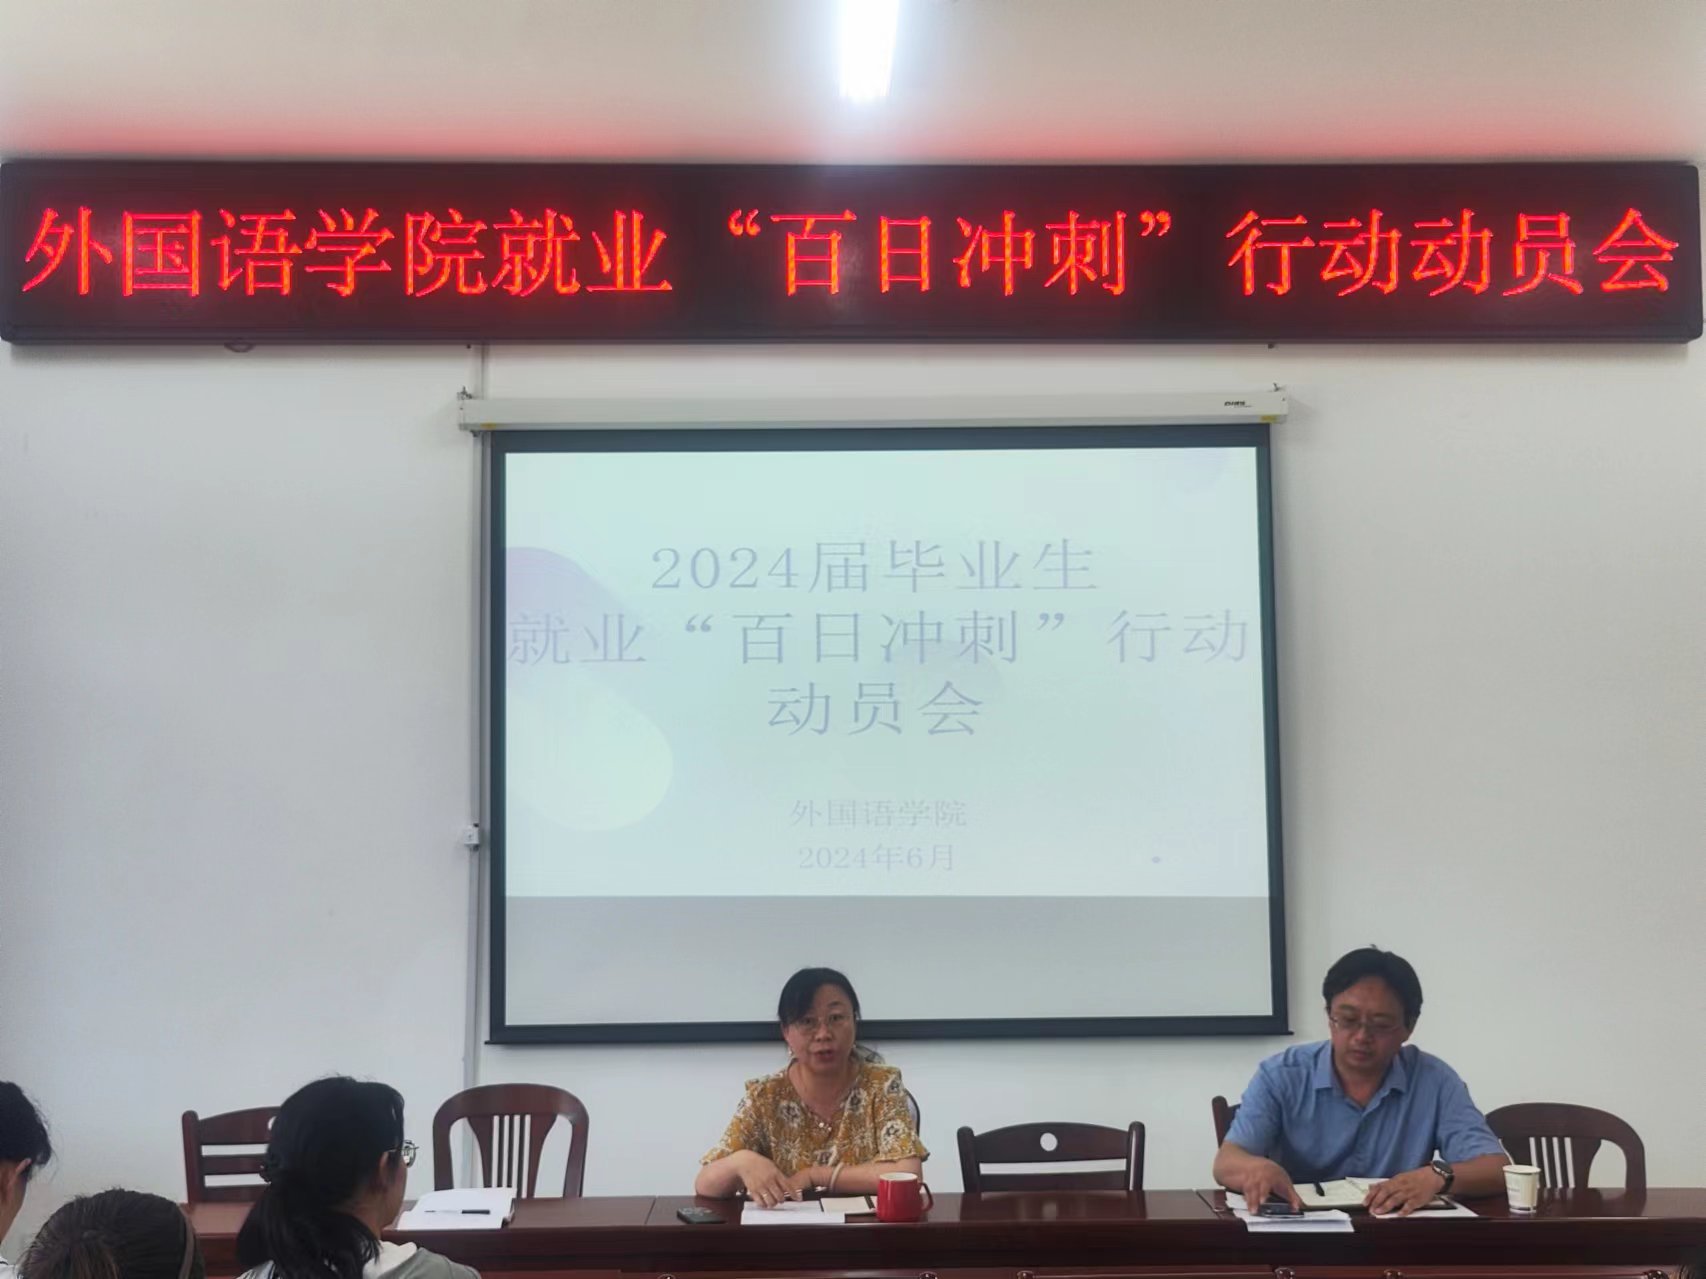 外国语学院就业“百日冲刺”行动动员会
2024届毕业生
就业“百日冲刺”行动
动员会
外国语学院
2024年6月